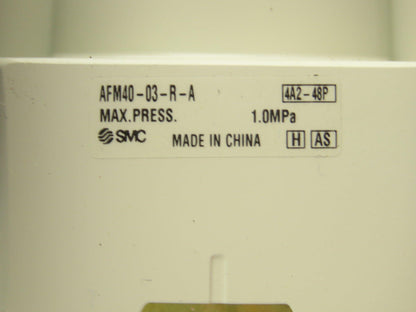 AFM40-03-R-A 4A2-48P
MAX.PRESS. 1.0MPa
SMC MADE IN CHINA H AS